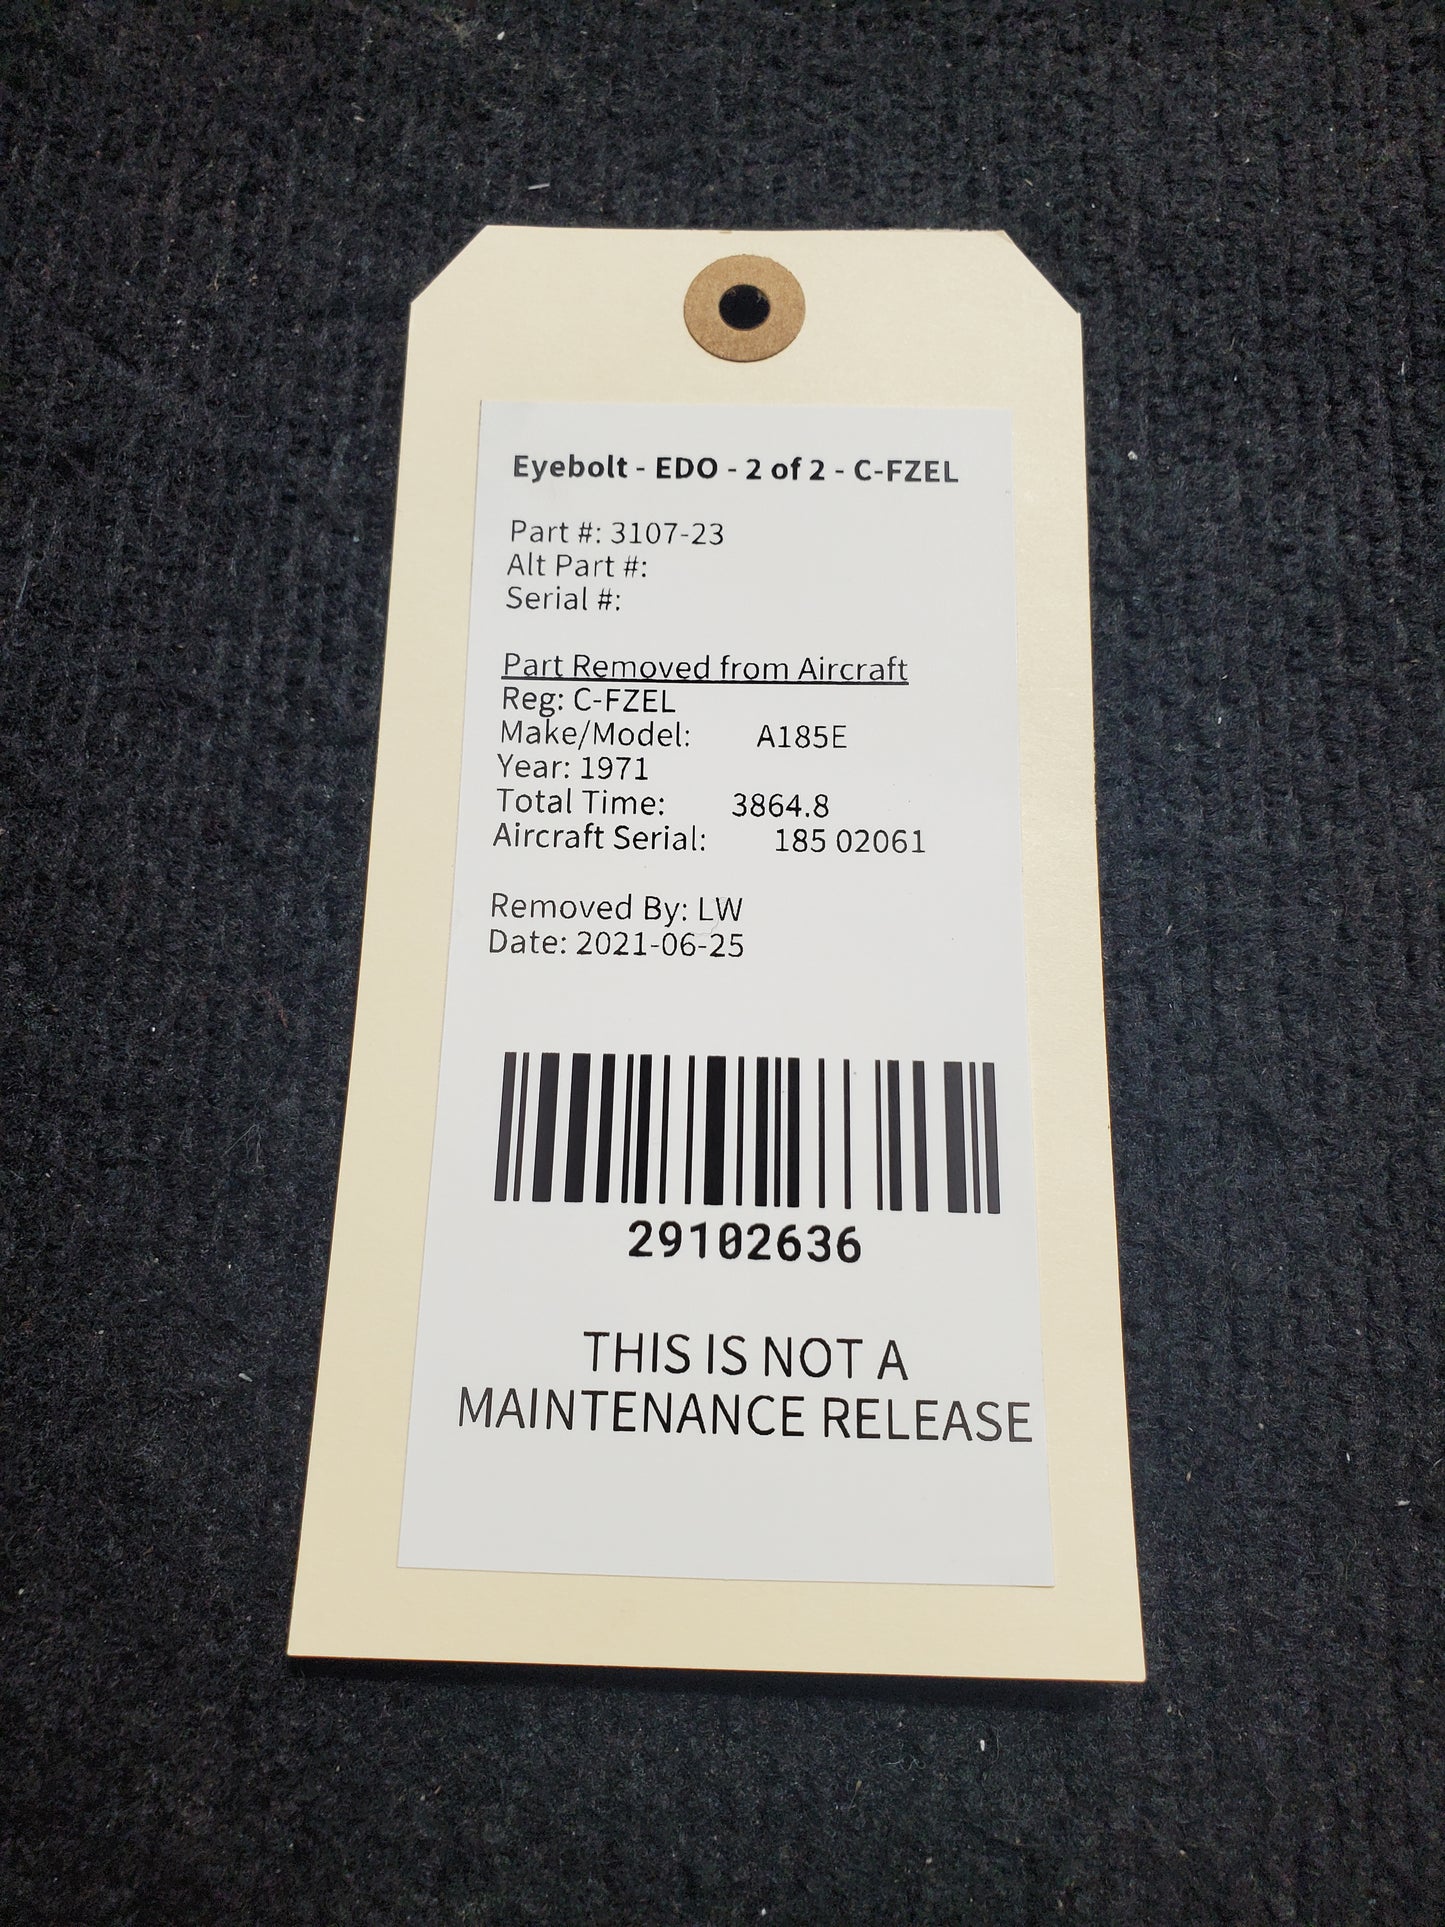 Eyebolt - EDO - 2 of 2 - C-FZEL
Part #: 3107-23
Alt Part #:
Serial #:
Part Removed from Aircraft
Reg: C-FZEL
Make/Model: A185E
Year: 1971
Total Time: 3864.8
Aircraft Serial: 185 02061
Removed By: LW
Date: 2021-06-25
29102636
THIS IS NOT A
MAINTENANCE RELEASE